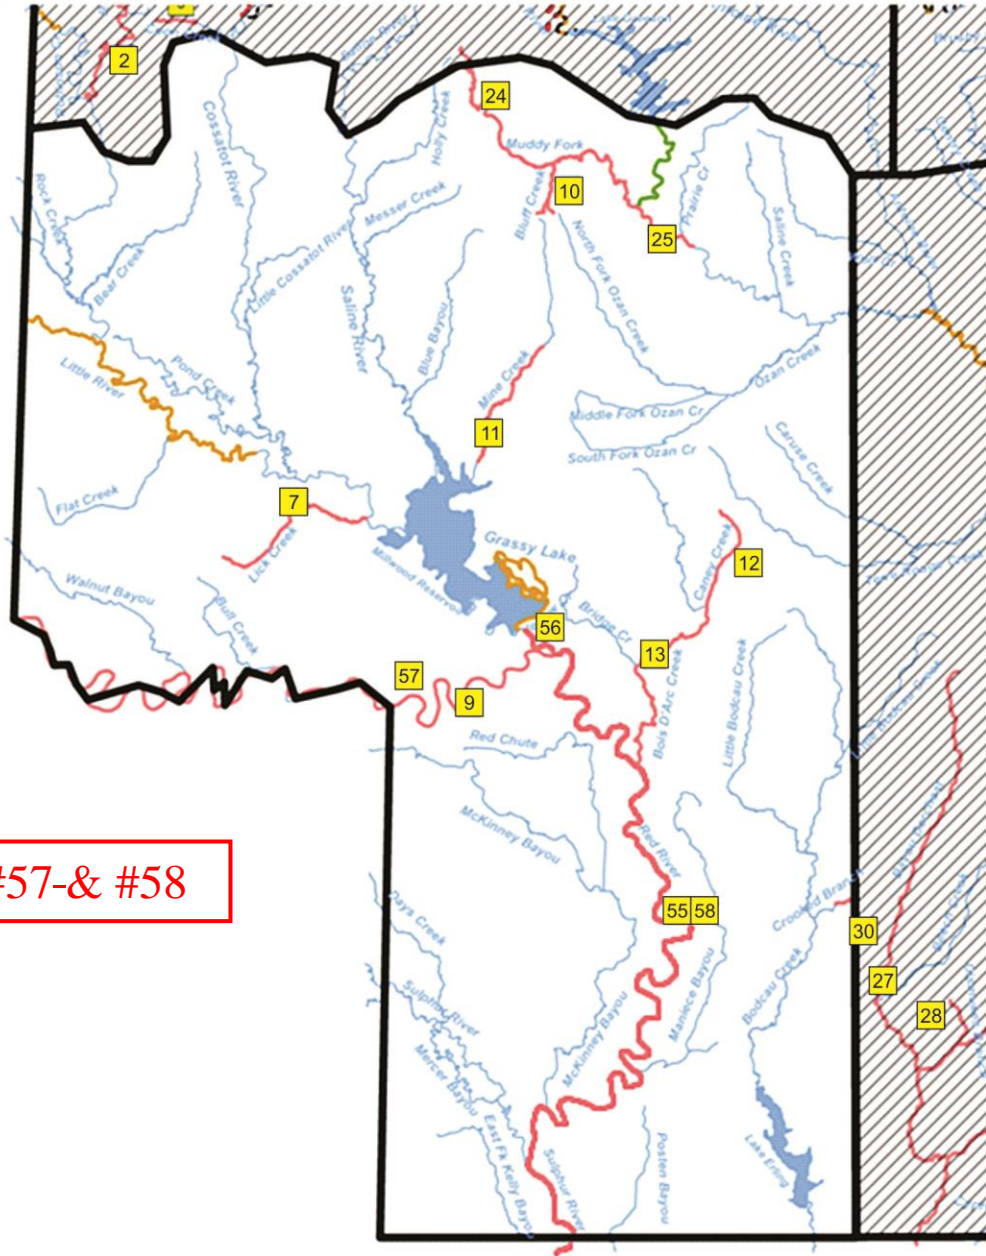 2
24
Holly Creek
Muddy Fork
Cossatot River
10
Bluff Creek
Messer Creek
Rock Creek
Prairie Cr
25
Saline Creek
North Fork Ozan Creek
Little Cossatot River
Bear Creek
Saline River
Blue Bayou
Ozan Creek
Little River
Pond Creek
Mine Creek
Middle Fork Ozan Cr
11
South Fork Ozan Cr
Caruse Creek
Flat Creek
7
Lick Creek
Grassy Lake
Millwood Reservoir
Caney Creek
12
Walnut Bayou
Bull Creek
Bridge Cr
56
13
57
9
Bois D'Arc Creek
Little Bodcau Creek
Red Chute
McKinney Bayou
Red River
#57-& #58
55
58
Crooked Branch
30
Days Creek
27
28
Sulphur River
Maniece Bayou
Bodcau Creek
McKinney Bayou
Mercer Bayou
East Fk Kelly Bayou
Sulphur River
Posten Bayou
Lake Erling